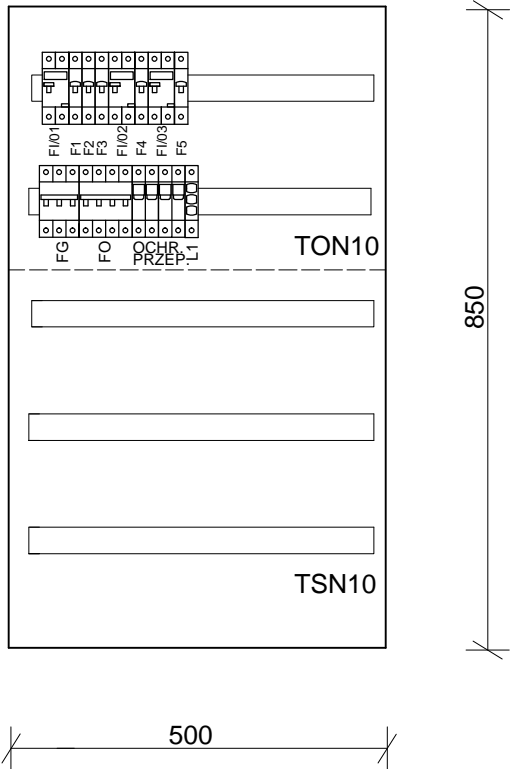 FI/01 F1 F2 F3 FI/02 F4 FI/03 F5
FG FO OCHR. PRZEP. L1
TON10
TSN10
850
500